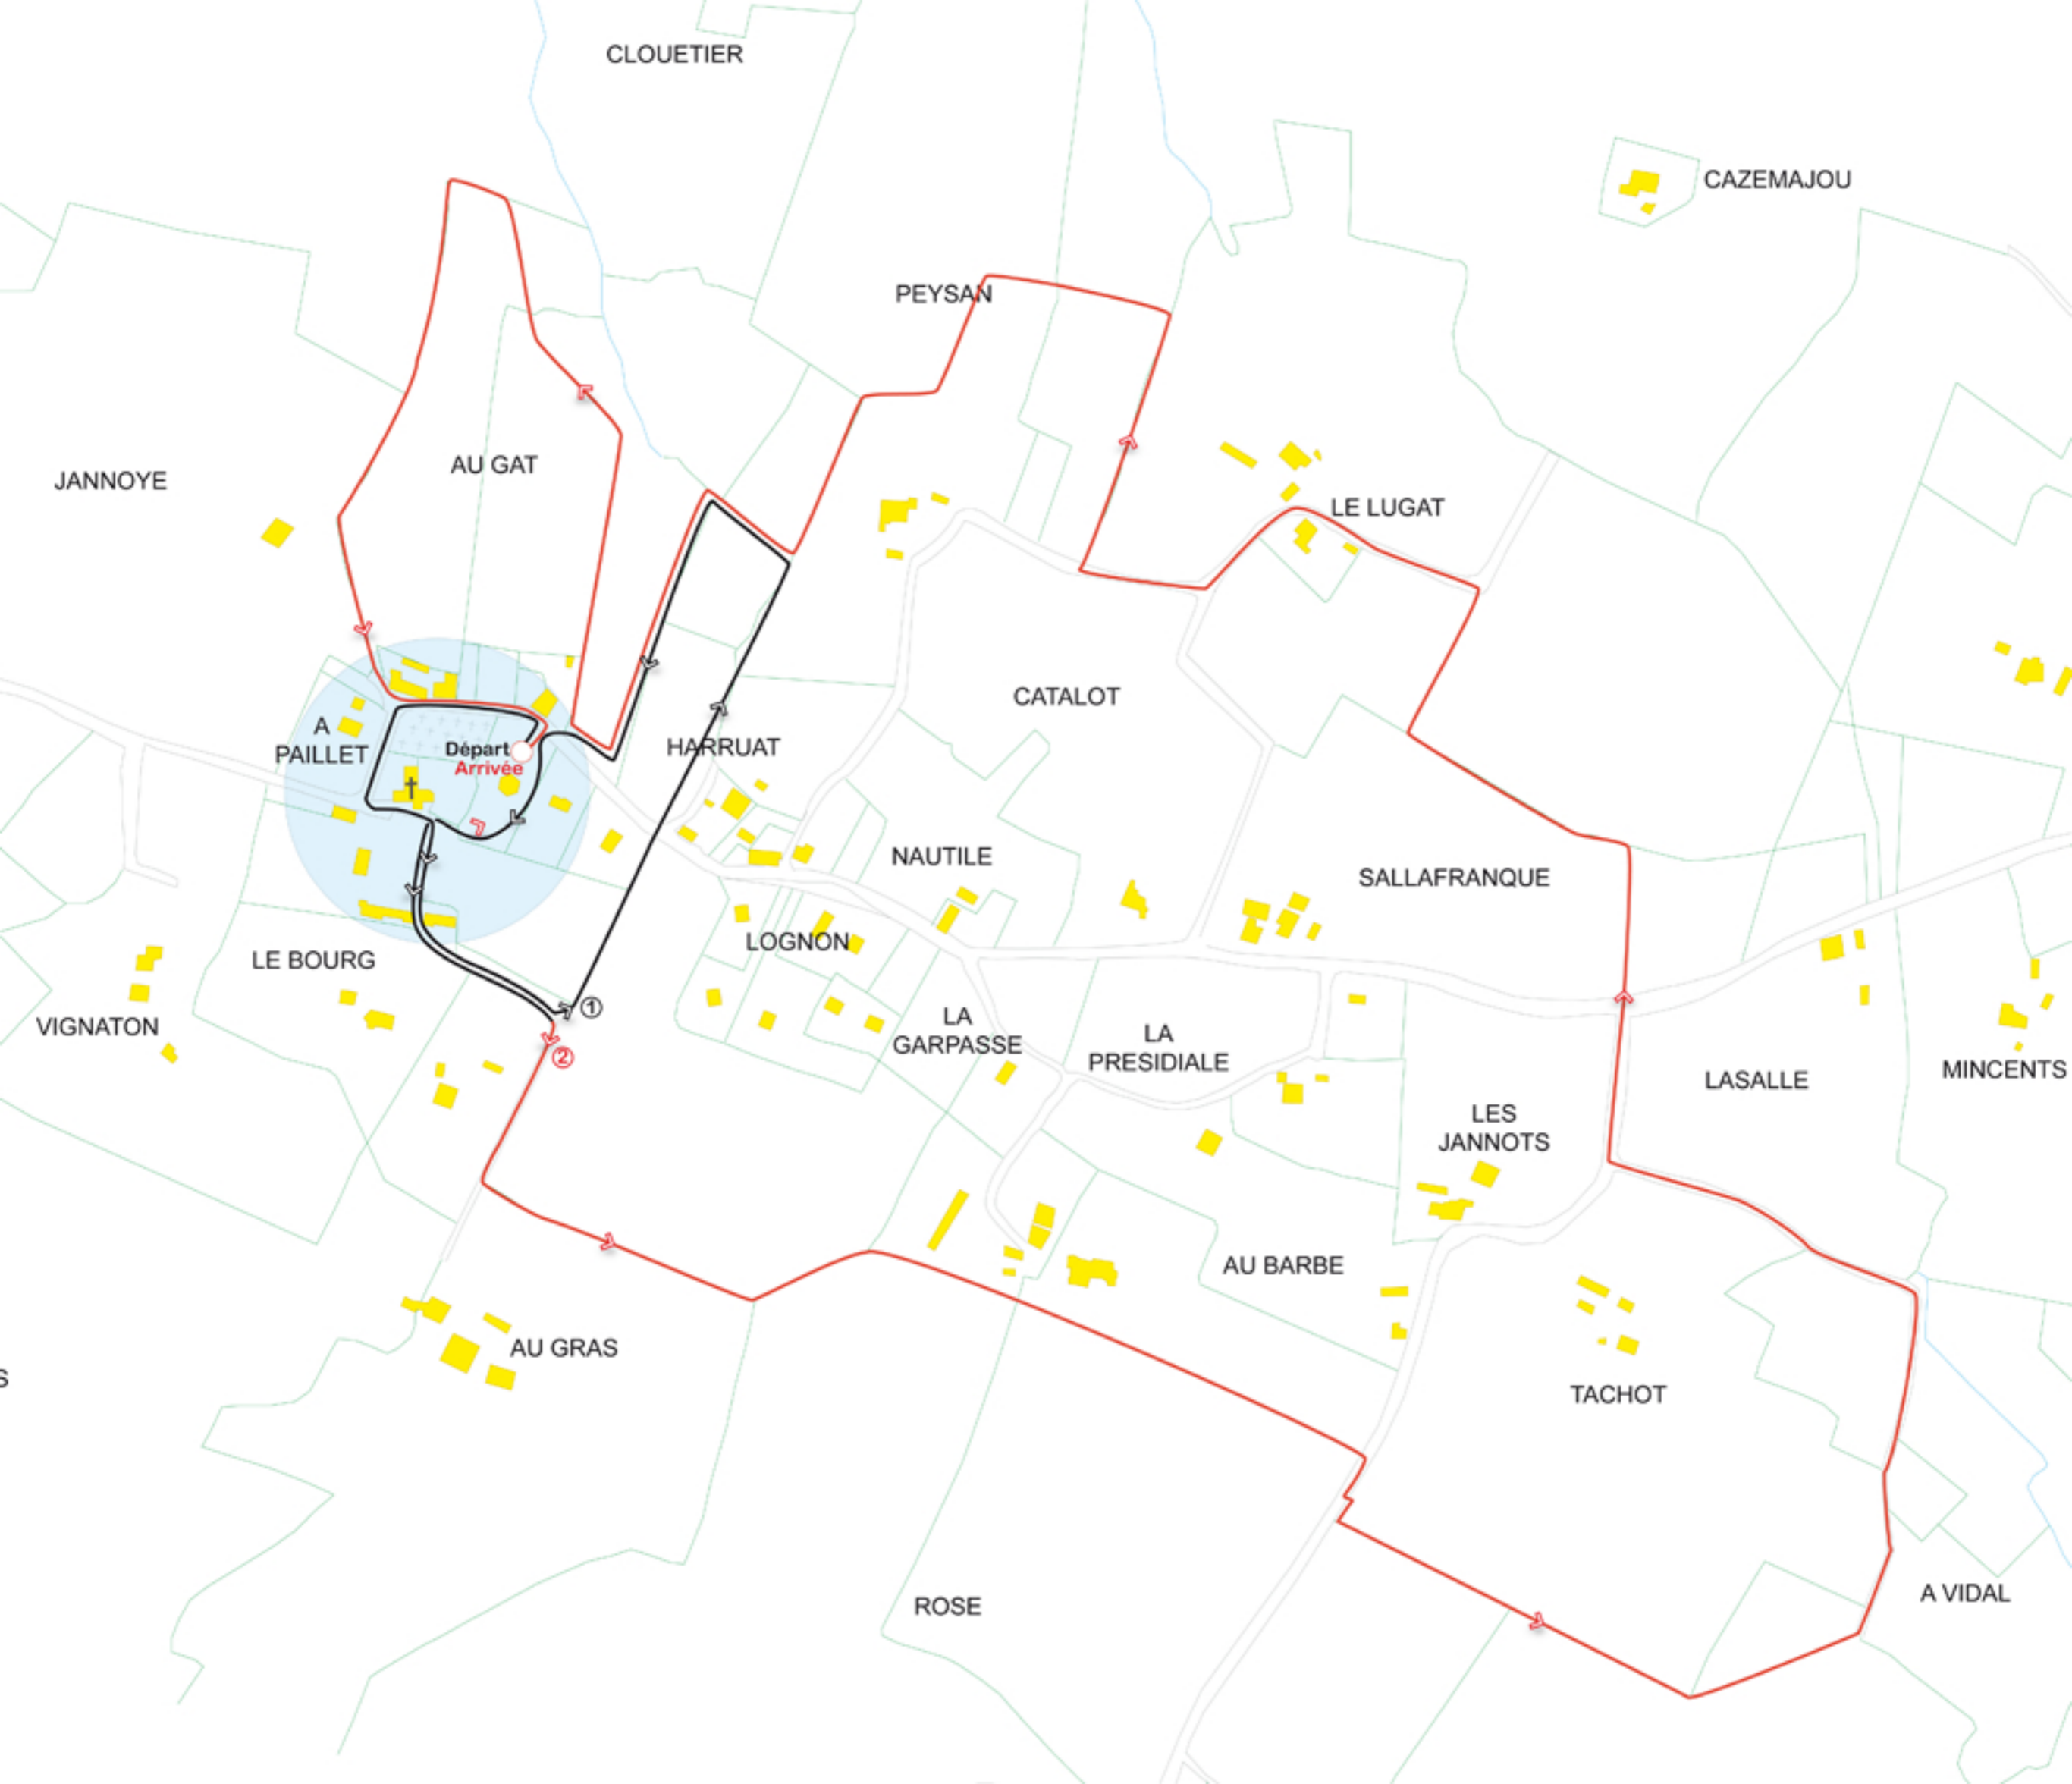 CLOUETIER
CAZEMAJOU
PEYSAN
AU GAT
JANNOYE
LE LUGAT
CATALOT
A
PAILLET
Départ
Arrivée
HARRUAT
NAUTILE
SALLAFRANQUE
LOGNON
LE BOURG
①
VIGNATON
LA
GARPASSE
LA
PRESIDIALE
②
MINCENTS
LASALLE
LES
JANNOTS
AU BARBE
AU GRAS
S
TACHOT
A VIDAL
ROSE